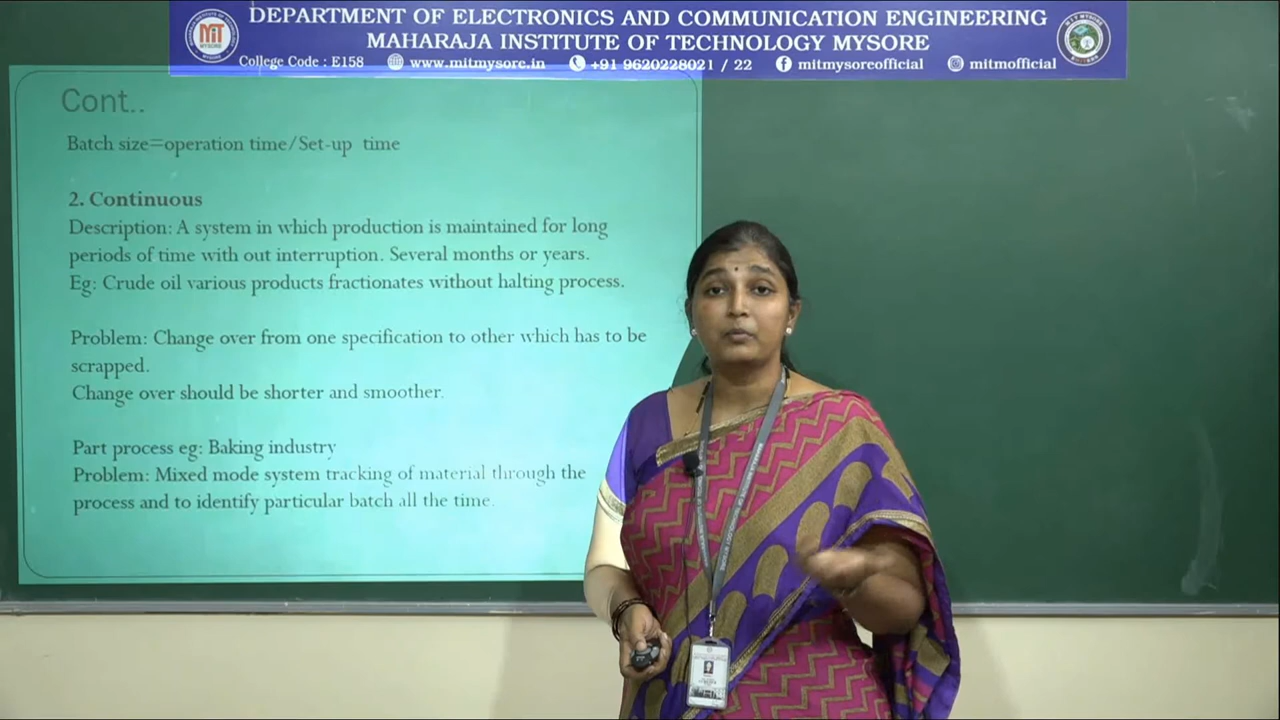 DEPARTMENT OF ELECTRONICS AND COMMUNICATION ENGINEERING
MAHARAJA INSTITUTE OF TECHNOLOGY MYSORE
College Code : E158 www.mitmysore.in +91 9620228021 / 22 mitmysoreofficial mitmofficial
MIT
MYSORE
Cont..
Batch size=operation time/Set-up time
2. Continuous
Description: A system in which production is maintained for long
periods of time with out interruption. Several months or years.
Eg: Crude oil various products fractionates without halting process.
Problem: Change over from one specification to other which has to be
scrapped.
Change over should be shorter and smoother.
Part process eg: Baking industry
Problem: Mixed mode system tracking of material through the
process and to identify particular batch all the time.